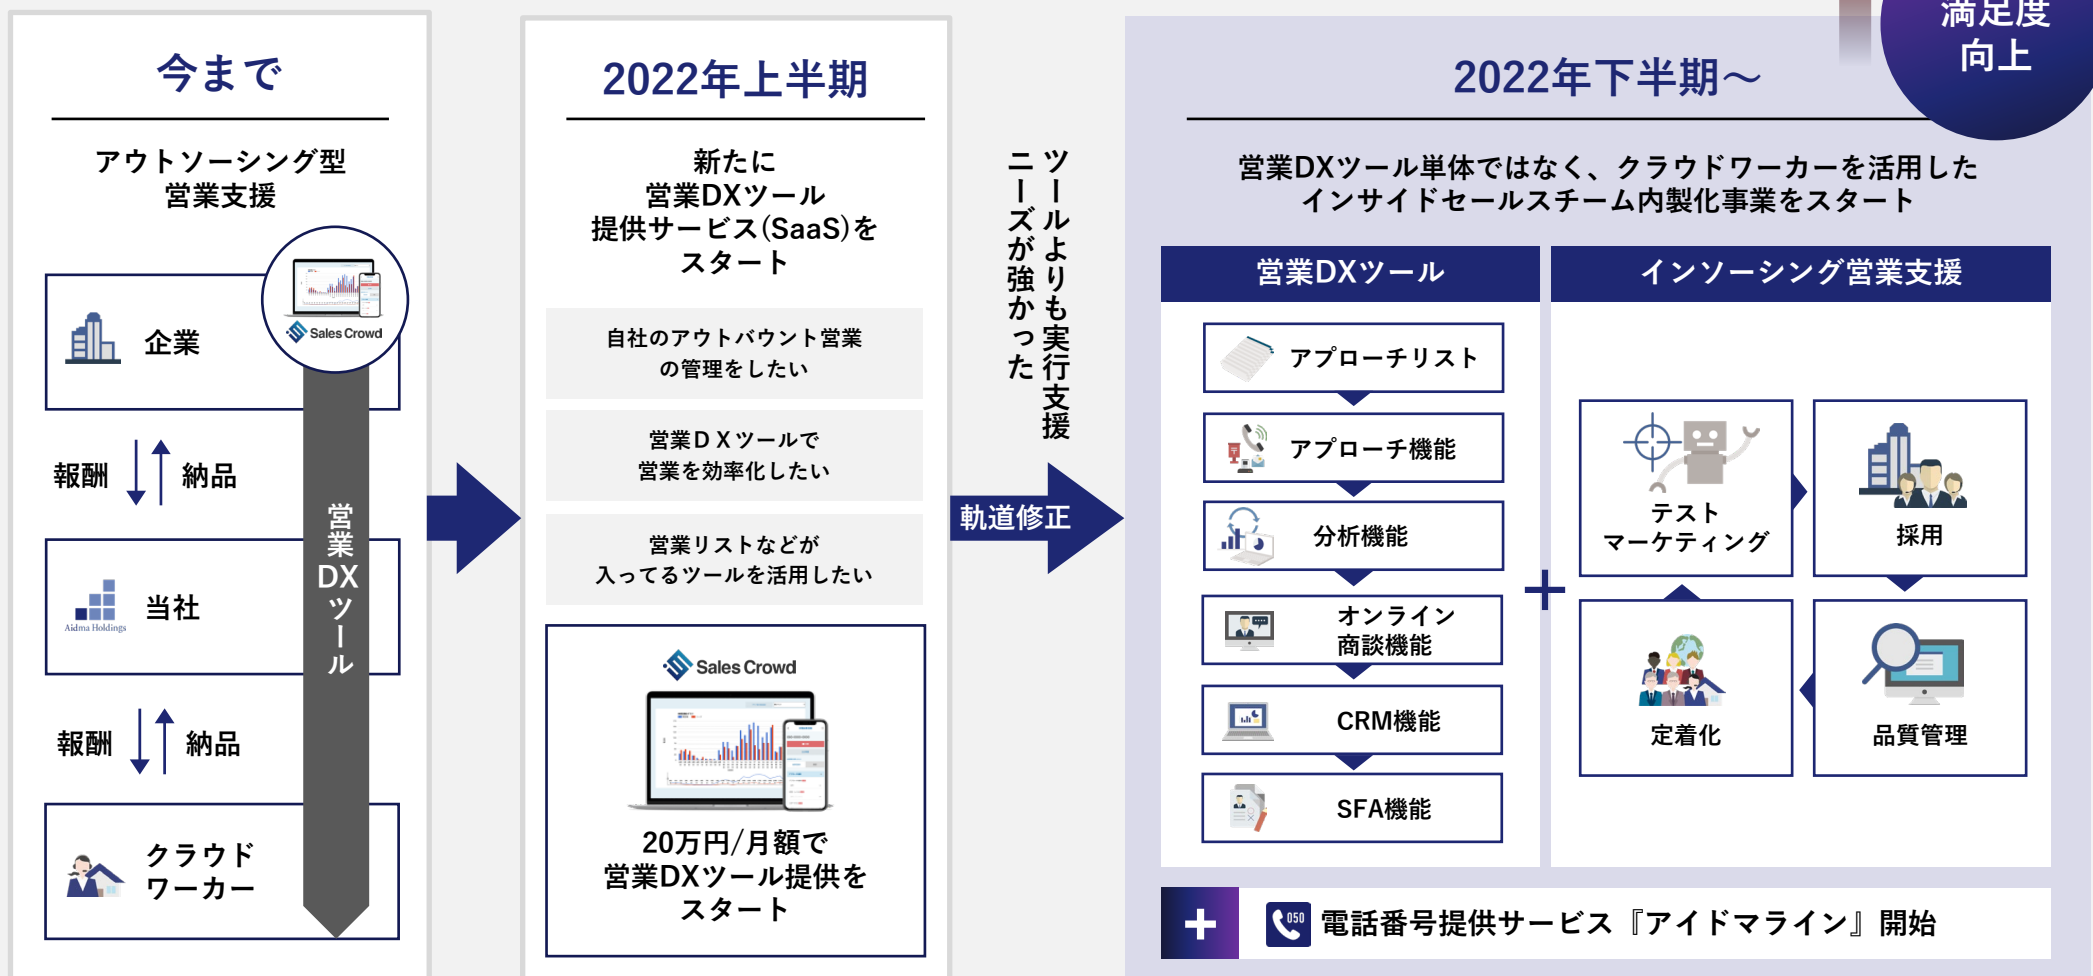 今まで
アウトソーシング型
営業支援
Sales Crowd
企業
報酬
納品
当社
Aidma Holdings
報酬
納品
クラウド
ワーカー
営業DXツール
2022年上半期
新たに
営業DXツール
提供サービス(SaaS)を
スタート
自社のアウトバウント営業
の管理をしたい
営業ＤＸツールで
営業を効率化したい
営業リストなどが
入ってるツールを活用したい
Sales Crowd
20万円/月額で
営業DXツール提供を
スタート
ツールよりも実行支援
ニーズが強かった
軌道修正
満足度
向上
2022年下半期～
営業DXツール単体ではなく、クラウドワーカーを活用した
インサイドセールスチーム内製化事業をスタート
営業DXツール
アプローチリスト
アプローチ機能
分析機能
オンライン
商談機能
CRM機能
SFA機能
+
インソーシング営業支援
テスト
マーケティング
採用
定着化
品質管理
+
050
電話番号提供サービス『アイドマライン』開始